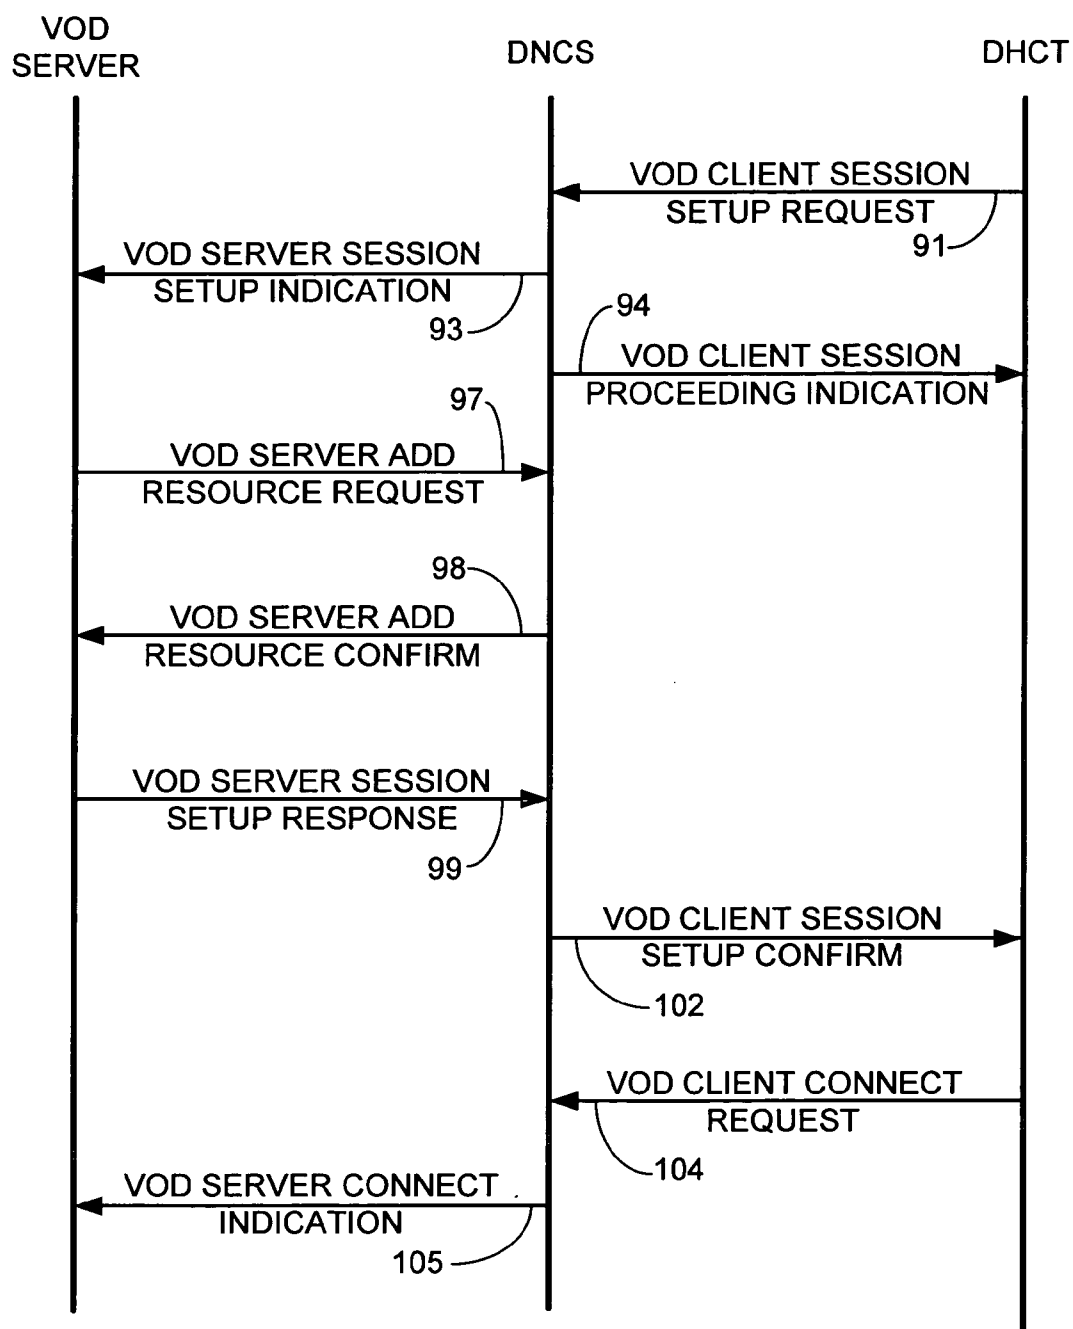 VOD
SERVER
DNCS
DHCT
VOD CLIENT SESSION
SETUP REQUEST
91
VOD SERVER SESSION
SETUP INDICATION
93
94
VOD CLIENT SESSION
PROCEEDING INDICATION
97
VOD SERVER ADD
RESOURCE REQUEST
98
VOD SERVER ADD
RESOURCE CONFIRM
VOD SERVER SESSION
SETUP RESPONSE
99
VOD CLIENT SESSION
SETUP CONFIRM
102
VOD CLIENT CONNECT
REQUEST
104
VOD SERVER CONNECT
INDICATION
105